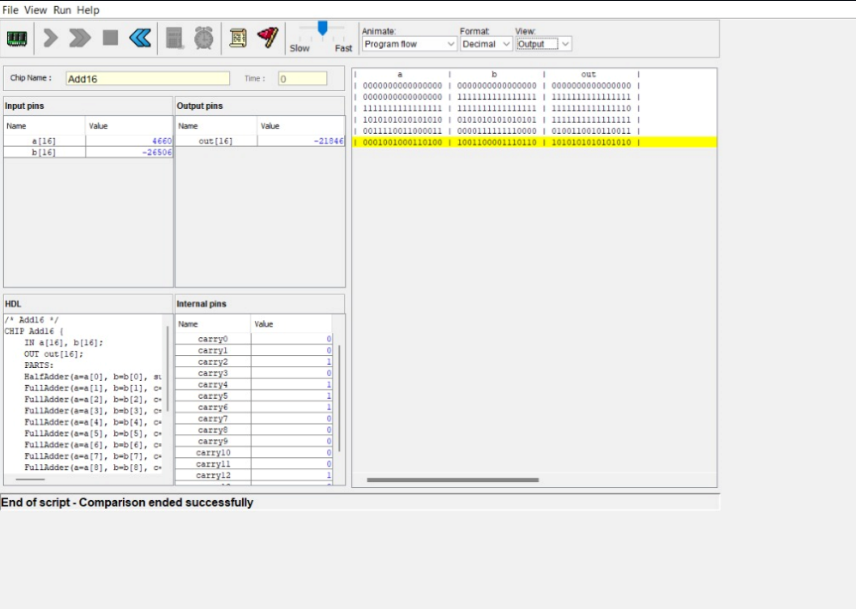 File View Run Help
Slow Fast
Animate: Format: View:
Program flow Decimal Output
Chip Name : Add16 Time : 0
Input pins
Name Value
a[16] 4660
b[16] -26506
Output pins
Name Value
out[16] -21846
HDL
/* Add16 */
CHIP Add16 {
IN a[16], b[16];
OUT out[16];
PARTS:
HalfAdder(a=a[0], b=b[0], su
FullAdder(a=a[1], b=b[1], c=
FullAdder(a=a[2], b=b[2], c=
FullAdder(a=a[3], b=b[3], c=
FullAdder(a=a[4], b=b[4], c=
FullAdder(a=a[5], b=b[5], c=
FullAdder(a=a[6], b=b[6], c=
FullAdder(a=a[7], b=b[7], c=
FullAdder(a=a[8], b=b[8], c=
Internal pins
Name Value
carry0 0
carry1 0
carry2 1
carry3 0
carry4 1
carry5 1
carry6 1
carry7 0
carry8 0
carry9 0
carry10 0
carry11 0
carry12 1
| a | b | out |
| 0000000000000000 | 0000000000000000 | 0000000000000000 |
| 0000000000000000 | 1111111111111111 | 1111111111111111 |
| 1111111111111111 | 1111111111111111 | 1111111111111110 |
| 1010101010101010 | 0101010101010101 | 1111111111111111 |
| 0011110011000011 | 0000111111110000 | 0100110010110011 |
| 0001001000110100 | 1001100001110110 | 1010101010101010 |
End of script - Comparison ended successfully